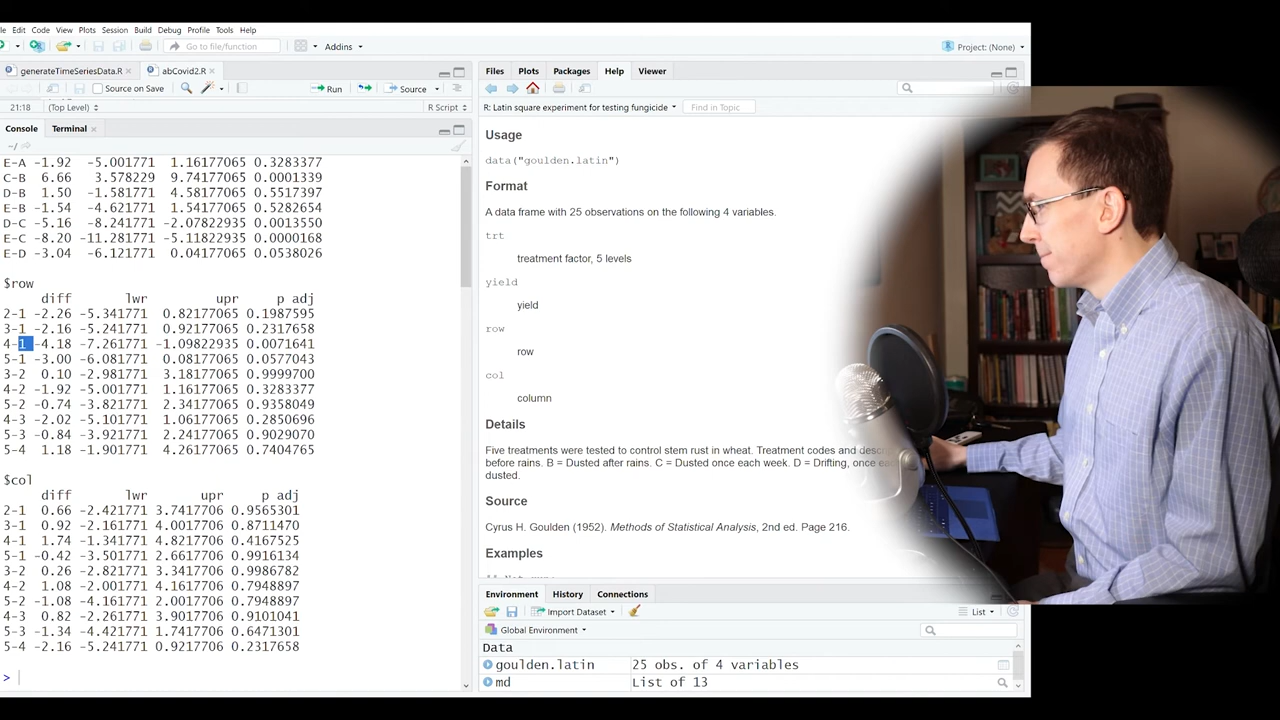 Edit Code View Plots Session Build Debug Profile Tools Help
Go to file/function Addins Project: (None)
generateTimeSeriesData.R abCovid2.R
Source on Save Run Source
21:18 (Top Level) R Script
Console Terminal
~/
E-A -1.92 -5.001771 1.16177065 0.3283377
C-B 6.66 3.578229 9.74177065 0.0001339
D-B 1.50 -1.581771 4.58177065 0.5517397
E-B -1.54 -4.621771 1.54177065 0.5282654
D-C -5.16 -8.241771 -2.07822935 0.0013550
E-C -8.20 -11.281771 -5.11822935 0.0000168
E-D -3.04 -6.121771 0.04177065 0.0538026
$row
diff lwr upr p adj
2-1 -2.26 -5.341771 0.82177065 0.1987595
3-1 -2.16 -5.241771 0.92177065 0.2317658
4-1 -4.18 -7.261771 -1.09822935 0.0071641
5-1 -3.00 -6.081771 0.08177065 0.0577043
3-2 0.10 -2.981771 3.18177065 0.9999700
4-2 -1.92 -5.001771 1.16177065 0.3283377
5-2 -0.74 -3.821771 2.34177065 0.9358049
4-3 -2.02 -5.101771 1.06177065 0.2850696
5-3 -0.84 -3.921771 2.24177065 0.9029070
5-4 1.18 -1.901771 4.26177065 0.7404765
$col
diff lwr upr p adj
2-1 0.66 -2.421771 3.7417706 0.9565301
3-1 0.92 -2.161771 4.0017706 0.8711470
4-1 1.74 -1.341771 4.8217706 0.4167525
5-1 -0.42 -3.501771 2.6617706 0.9916134
3-2 0.26 -2.821771 3.3417706 0.9986782
4-2 1.08 -2.001771 4.1617706 0.7948897
5-2 -1.08 -4.161771 2.0017706 0.7948897
4-3 0.82 -2.261771 3.9017706 0.9101041
5-3 -1.34 -4.421771 1.7417706 0.6471301
5-4 -2.16 -5.241771 0.9217706 0.2317658
>
Files Plots Packages Help Viewer
R: Latin square experiment for testing fungicide Find in Topic
Usage
data("goulden.latin")
Format
A data frame with 25 observations on the following 4 variables.
trt
treatment factor, 5 levels
yield
yield
row
row
col
column
Details
Five treatments were tested to control stem rust in wheat. Treatment codes and
before rains. B = Dusted after rains. C = Dusted once each week. D = Drifting, once
dusted.
Source
Cyrus H. Goulden (1952). Methods of Statistical Analysis, 2nd ed. Page 216.
Examples
Environment History Connections
Import Dataset List
Global Environment
Data
goulden.latin 25 obs. of 4 variables
md List of 13